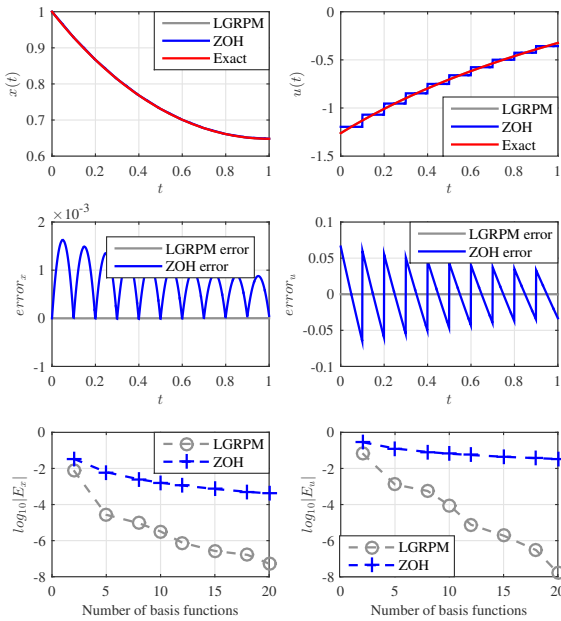 1
0.9
0.8
0.7
0.6
x(t)
0 0.2 0.4 0.6 0.8 1
t
LGRPM
ZOH
Exact
0
-0.5
-1
-1.5
u(t)
0 0.2 0.4 0.6 0.8 1
t
LGRPM
ZOH
Exact
×10⁻³
2
1
0
-1
error_x
0 0.2 0.4 0.6 0.8 1
t
LGRPM error
ZOH error
0.1
0.05
0
-0.05
-0.1
error_u
0 0.2 0.4 0.6 0.8 1
t
LGRPM error
ZOH error
0
-2
-4
-6
-8
log₁₀|E_x|
0 5 10 15 20
Number of basis functions
LGRPM
ZOH
0
-2
-4
-6
-8
log₁₀|E_u|
0 5 10 15 20
Number of basis functions
LGRPM
ZOH